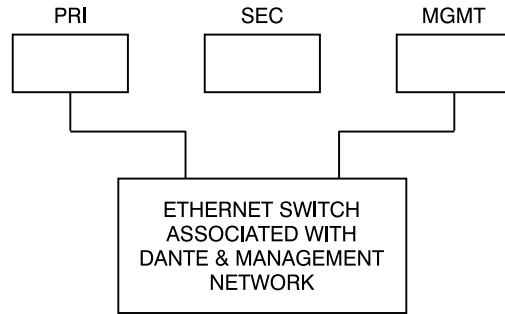 PRI
SEC
MGMT
ETHERNET SWITCH
ASSOCIATED WITH
DANTE & MANAGEMENT
NETWORK